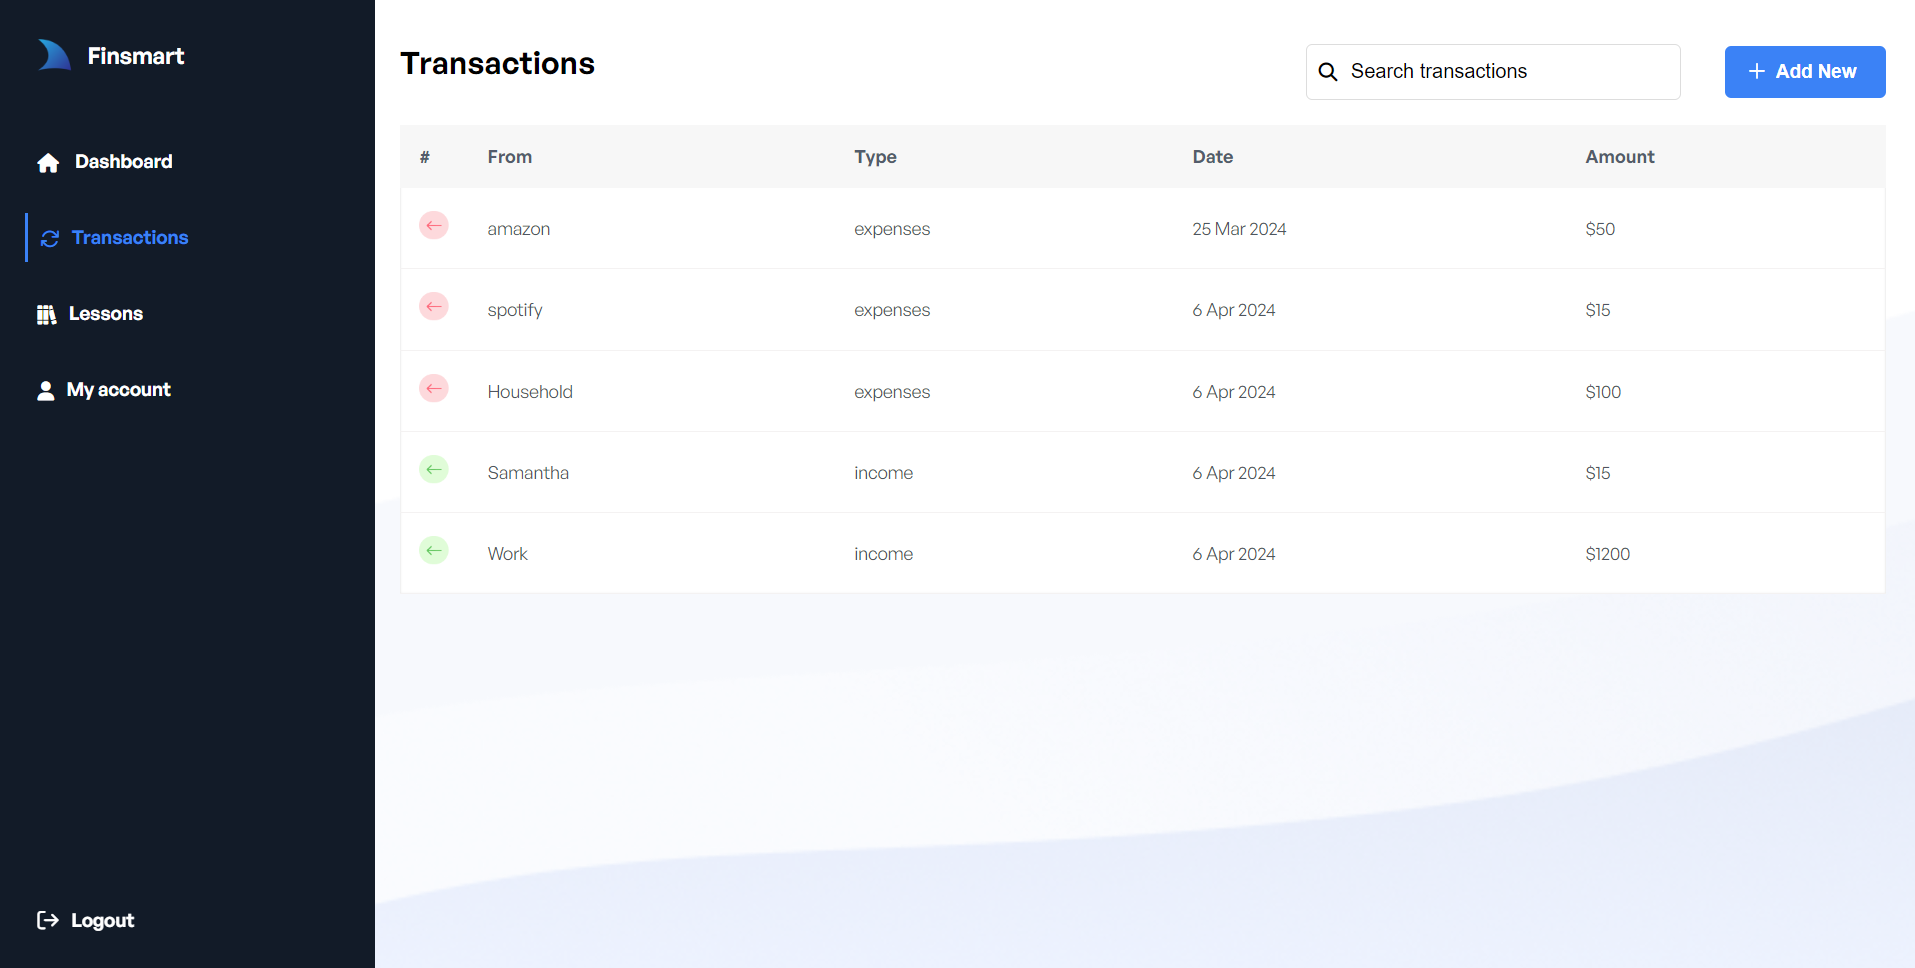 Finsmart
Dashboard
Transactions
Lessons
My account
Logout
Transactions
Search transactions
+ Add New
# From Type Date Amount
amazon expenses 25 Mar 2024 $50
spotify expenses 6 Apr 2024 $15
Household expenses 6 Apr 2024 $100
Samantha income 6 Apr 2024 $15
Work income 6 Apr 2024 $1200